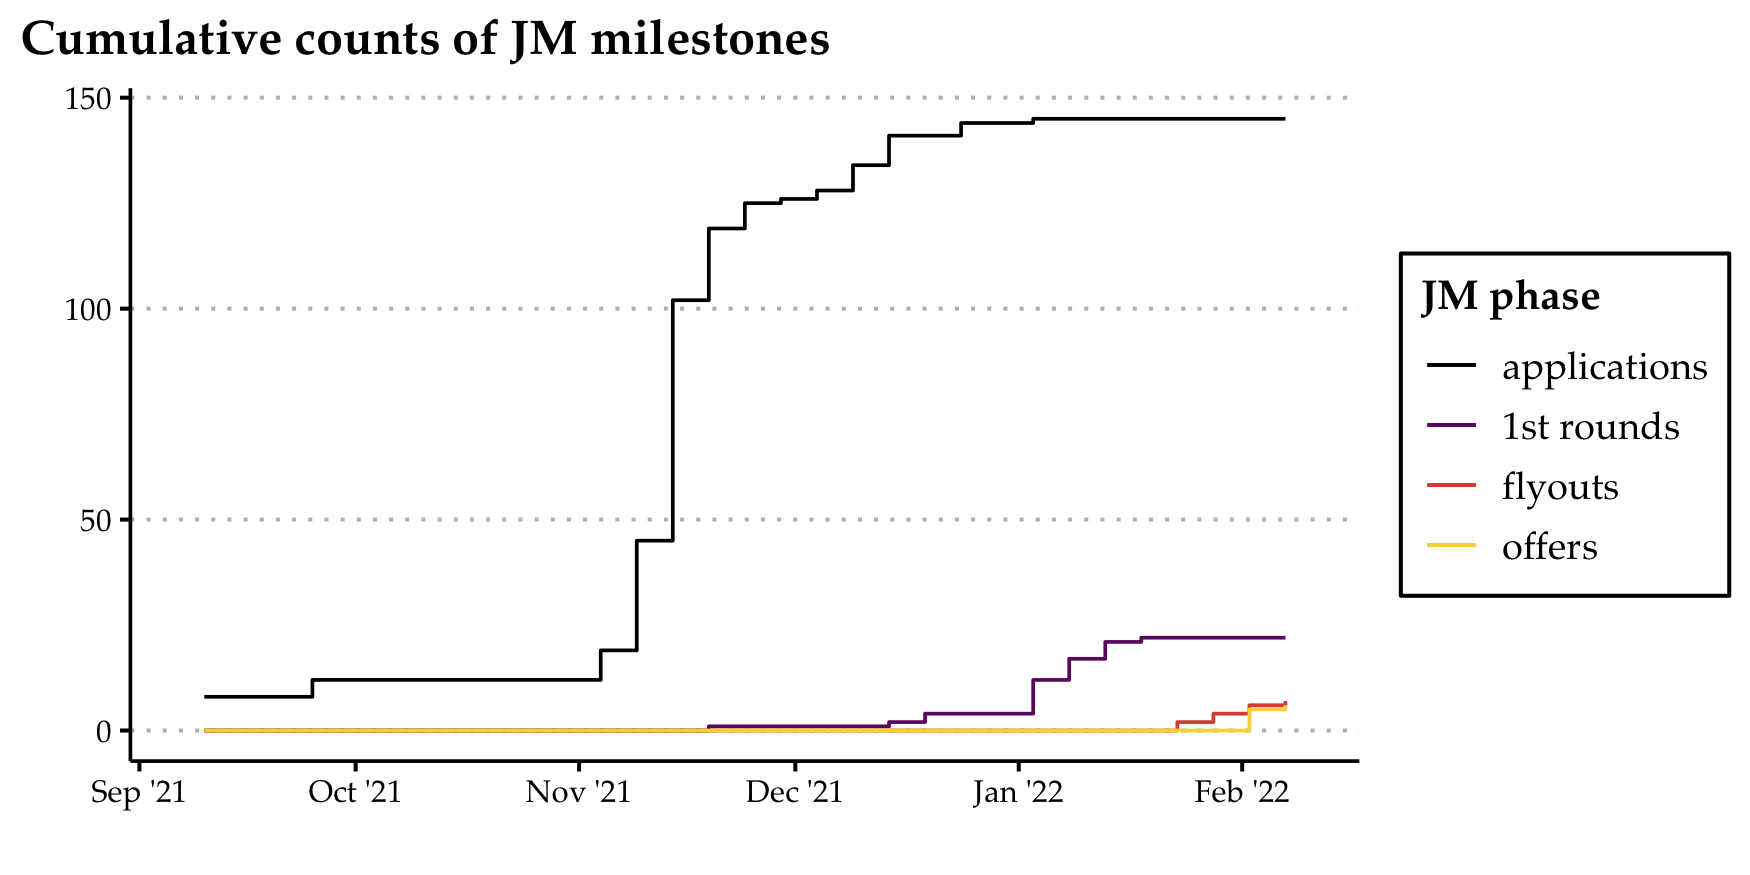 Cumulative counts of JM milestones
150
100
50
0
Sep '21 Oct '21 Nov '21 Dec '21 Jan '22 Feb '22
JM phase
applications
1st rounds
flyouts
offers